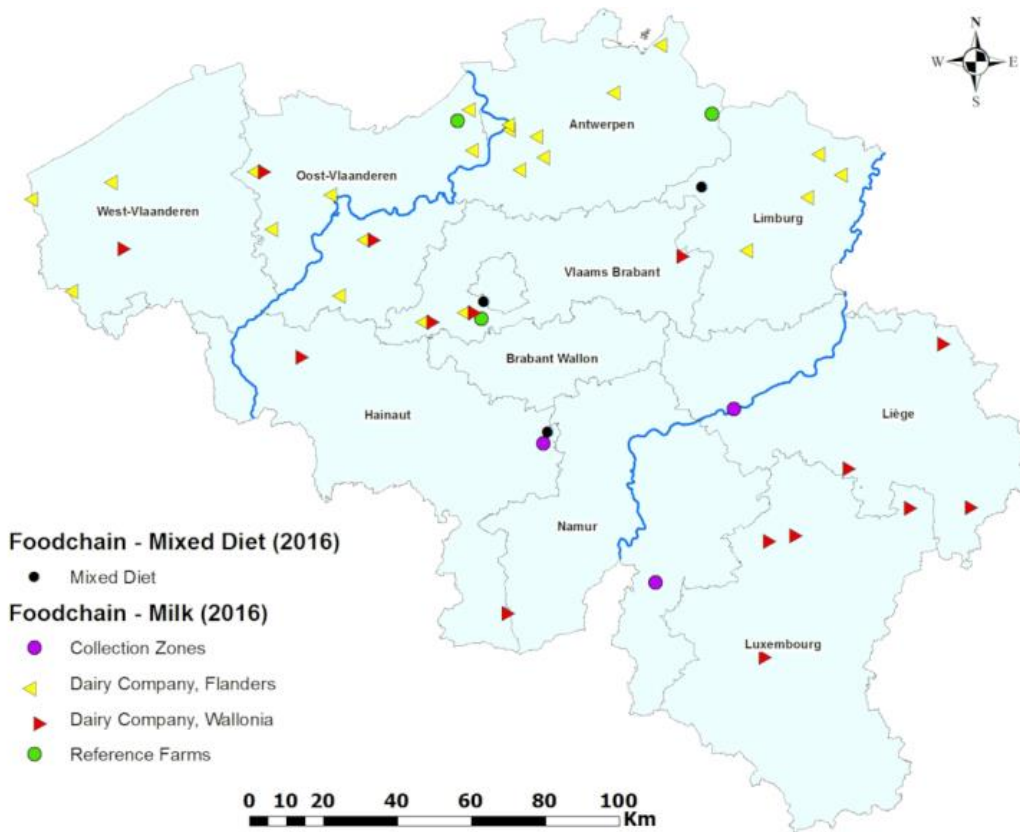 N
W E
S
Antwerpen
Oost-Vlaanderen
West-Vlaanderen
Limburg
Vlaams Brabant
Brabant Wallon
Hainaut
Liège
Namur
Luxembourg
Foodchain - Mixed Diet (2016)
Mixed Diet
Foodchain - Milk (2016)
Collection Zones
Dairy Company, Flanders
Dairy Company, Wallonia
Reference Farms
0 10 20 40 60 80 100
Km